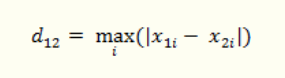 d₁₂ = max(|x₁ᵢ − x₂ᵢ|)
i